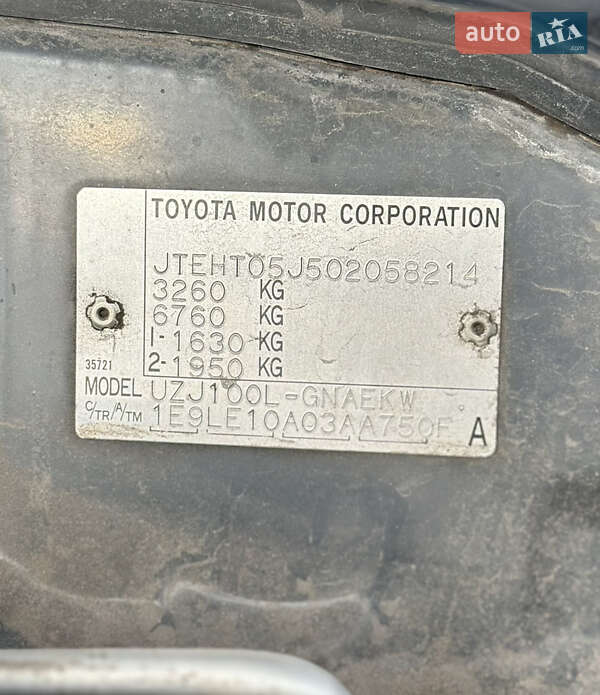 auto RIA .com
TOYOTA MOTOR CORPORATION
JTEHT05J502058214
3260 KG
6760 KG
1- 1630 KG
2- 1950 KG
35721
MODEL UZJ100L-GNAEKW
C/TR/A/TM 1E9LE10A03AA750F A